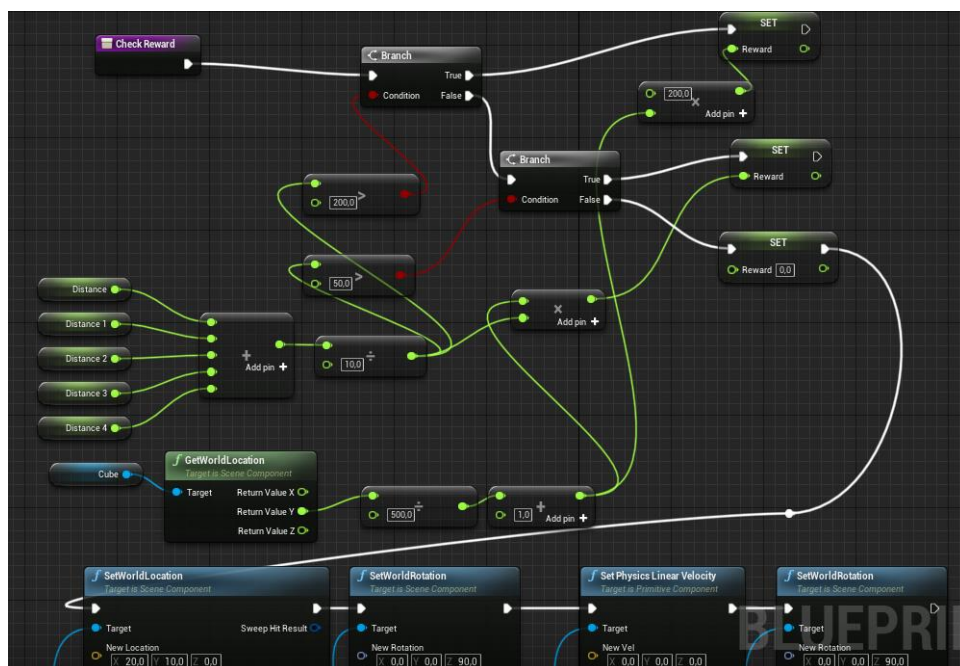 Check Reward
Branch
True
Condition
False
SET
Reward
200,0
×
Add pin +
Branch
True
Condition
False
SET
Reward
SET
Reward 0,0
>
200,0
>
50,0
Distance
Distance 1
Distance 2
Distance 3
Distance 4
+
Add pin +
÷
10,0
×
Add pin +
Cube
f GetWorldLocation
Target is Scene Component
Target
Return Value X
Return Value Y
Return Value Z
÷
500,0
+
1,0
Add pin +
f SetWorldLocation
Target is Scene Component
Target
Sweep Hit Result
New Location
X 20,0 Y 10,0 Z 0,0
f SetWorldRotation
Target is Scene Component
Target
New Rotation
X 0,0 Y 0,0 Z 90,0
f Set Physics Linear Velocity
Target is Primitive Component
Target
New Vel
X 0,0 Y 0,0 Z 0,0
f SetWorldRotation
Target is Scene Component
Target
New Rotation
X 0,0 Y 0,0 Z 90,0
BLUEPRI